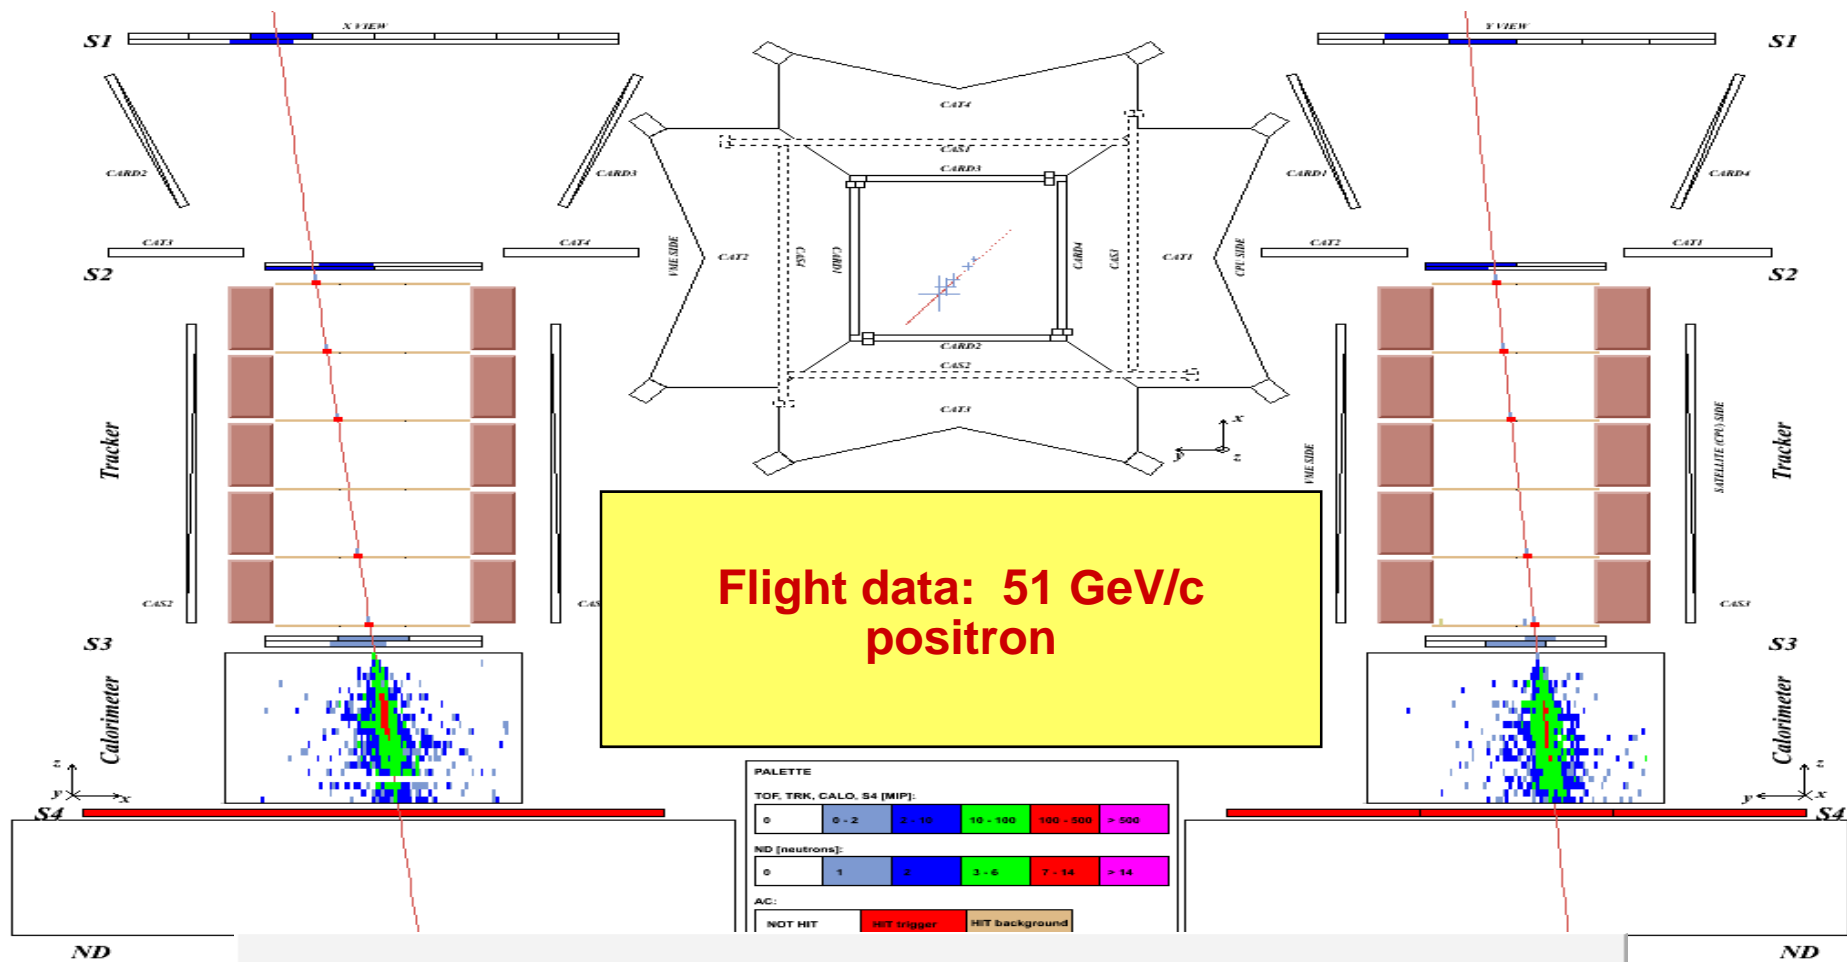 X VIEW
Y VIEW
S1
S1
CARD2
CARD3
CAT4
CAS1
CARD3
CARD1
CARD4
CAT3
CAT4
VME SIDE
CAT2
CAS4
CARD1
CARD4
CAS3
CAT1
CPU SIDE
CAT2
CAT1
S2
S2
CARD2
CAS2
CAT3
x
y
z
Tracker
VME SIDE
SATELLITE (CPU) SIDE
Tracker
CAS2
CAS
CAS3
Flight data: 51 GeV/c
positron
S3
S3
Calorimeter
Calorimeter
z
y
x
z
y
x
S4
S4
PALETTE
TOF, TRK, CALO, S4 [MIP]:
0
0 - 2
2 - 10
10 - 100
100 - 500
> 500
ND [neutrons]:
0
1
2
3 - 6
7 - 14
> 14
AC:
NOT HIT
HIT trigger
HIT background
ND
ND